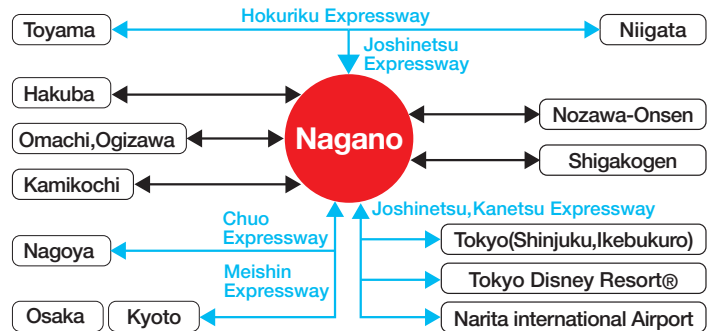 Hokuriku Expressway
Toyama
Niigata
Joshinetsu
Expressway
Hakuba
Omachi,Ogizawa
Kamikochi
Nagano
Nozawa-Onsen
Shigakogen
Chuo
Expressway
Joshinetsu,Kanetsu Expressway
Nagoya
Meishin
Expressway
Osaka
Kyoto
Tokyo(Shinjuku,Ikebukuro)
Tokyo Disney Resort®
Narita international Airport